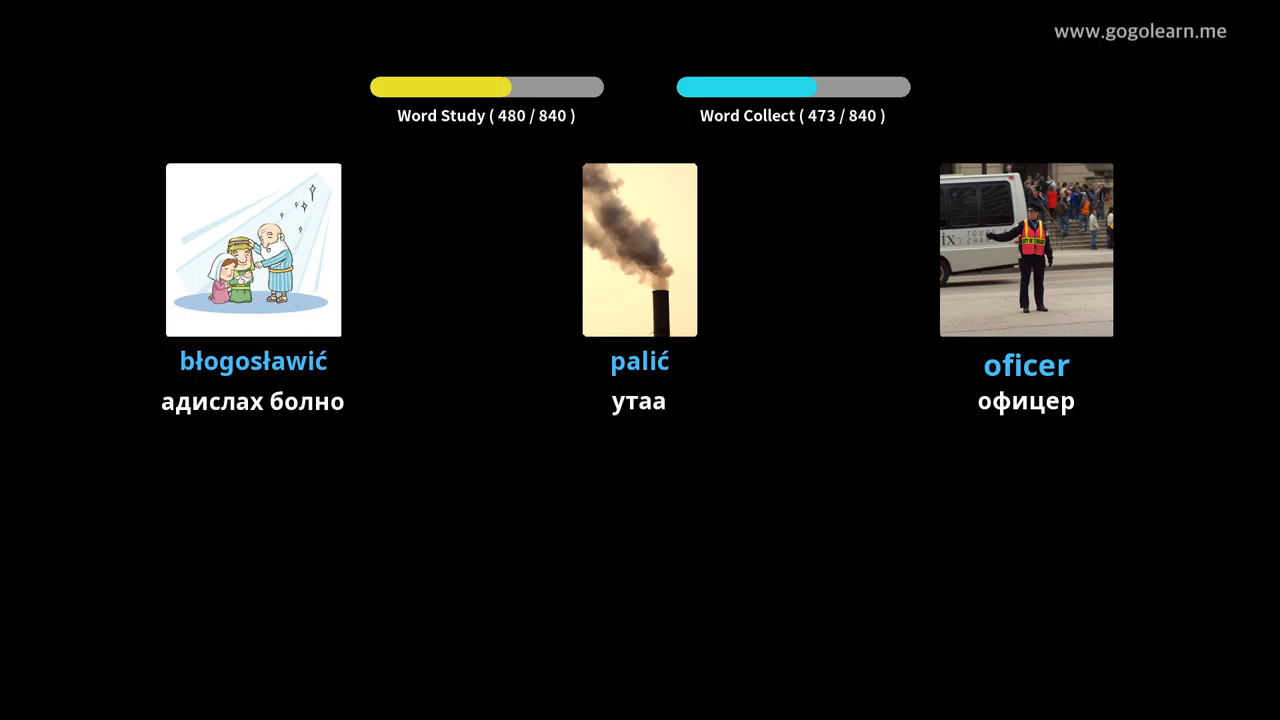 www.gogolearn.me
Word Study ( 480 / 840 )
Word Collect ( 473 / 840 )
błogosławić
palić
oficer
адислах болно
утаа
офицер